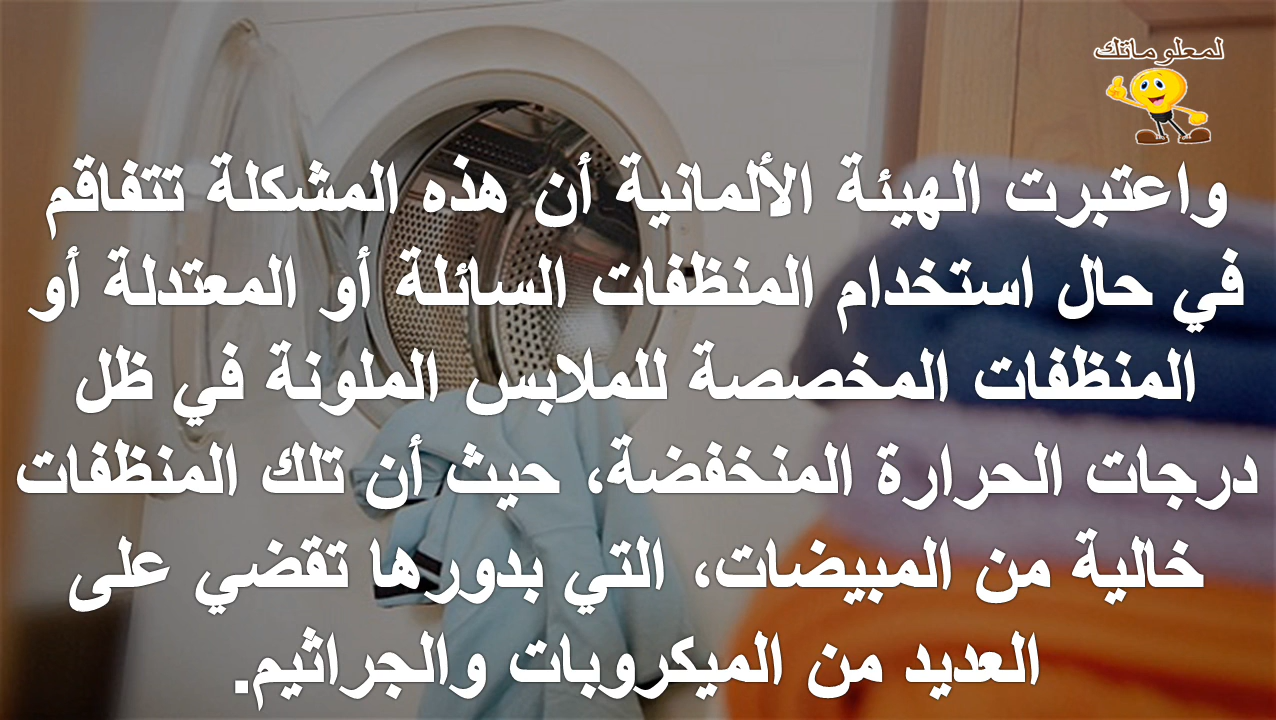 لمعلوماتك
واعتبرت الهيئة الألمانية أن هذه المشكلة تتفاقم
في حال استخدام المنظفات السائلة أو المعتدلة أو
المنظفات المخصصة للملابس الملونة في ظل
درجات الحرارة المنخفضة، حيث أن تلك المنظفات
خالية من المبيضات، التي بدورها تقضي على
العديد من الميكروبات والجراثيم.